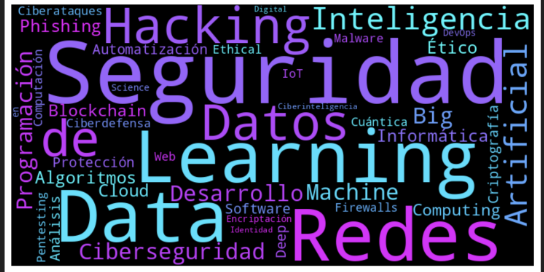 Ciberataques
Digital
Hacking
Inteligencia
Phishing
Malware
DevOps
Automatización
Ethical
Ético
Seguridad
IoT
Computación
en
Science
Ciberinteligencia
Programación
Blockchain
Datos
Cuántica
Big
Artificial
Ciberdefensa
de
Informática
Criptografía
Protección
Web
Learning
Algoritmos
Cloud
Desarrollo
Machine
Pentesting
Análisis
Data
Software
Firewalls
Computing
Encriptación
Identidad
Deep
Redes
Ciberseguridad